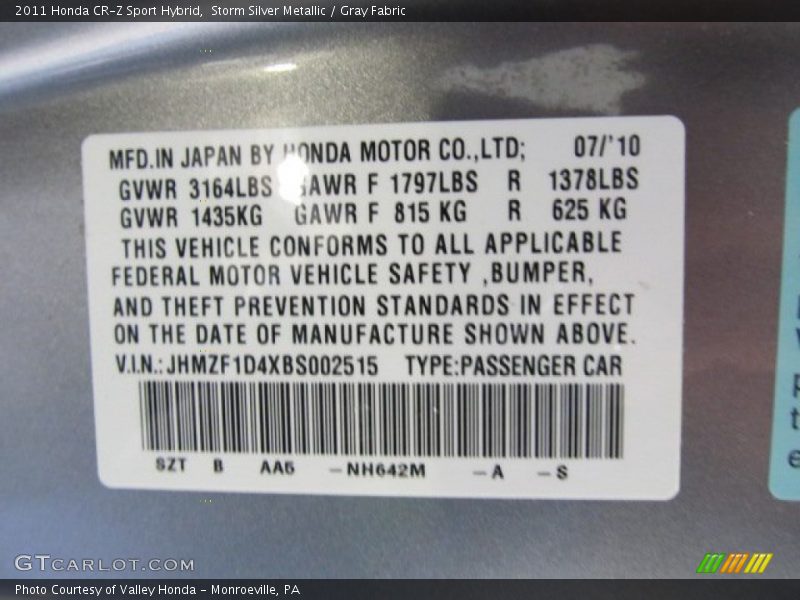 2011 Honda CR-Z Sport Hybrid, Storm Silver Metallic / Gray Fabric
MFD.IN JAPAN BY HONDA MOTOR CO.,LTD; 07/'10
GVWR 3164LBS GAWR F 1797LBS R 1378LBS
GVWR 1435KG GAWR F 815 KG R 625 KG
THIS VEHICLE CONFORMS TO ALL APPLICABLE
FEDERAL MOTOR VEHICLE SAFETY ,BUMPER,
AND THEFT PREVENTION STANDARDS IN EFFECT
ON THE DATE OF MANUFACTURE SHOWN ABOVE.
V.I.N.:JHMZF1D4XBS002515 TYPE:PASSENGER CAR
SZT B AA5 -NH642M -A -S
GTCARLOT.COM
Photo Courtesy of Valley Honda - Monroeville, PA